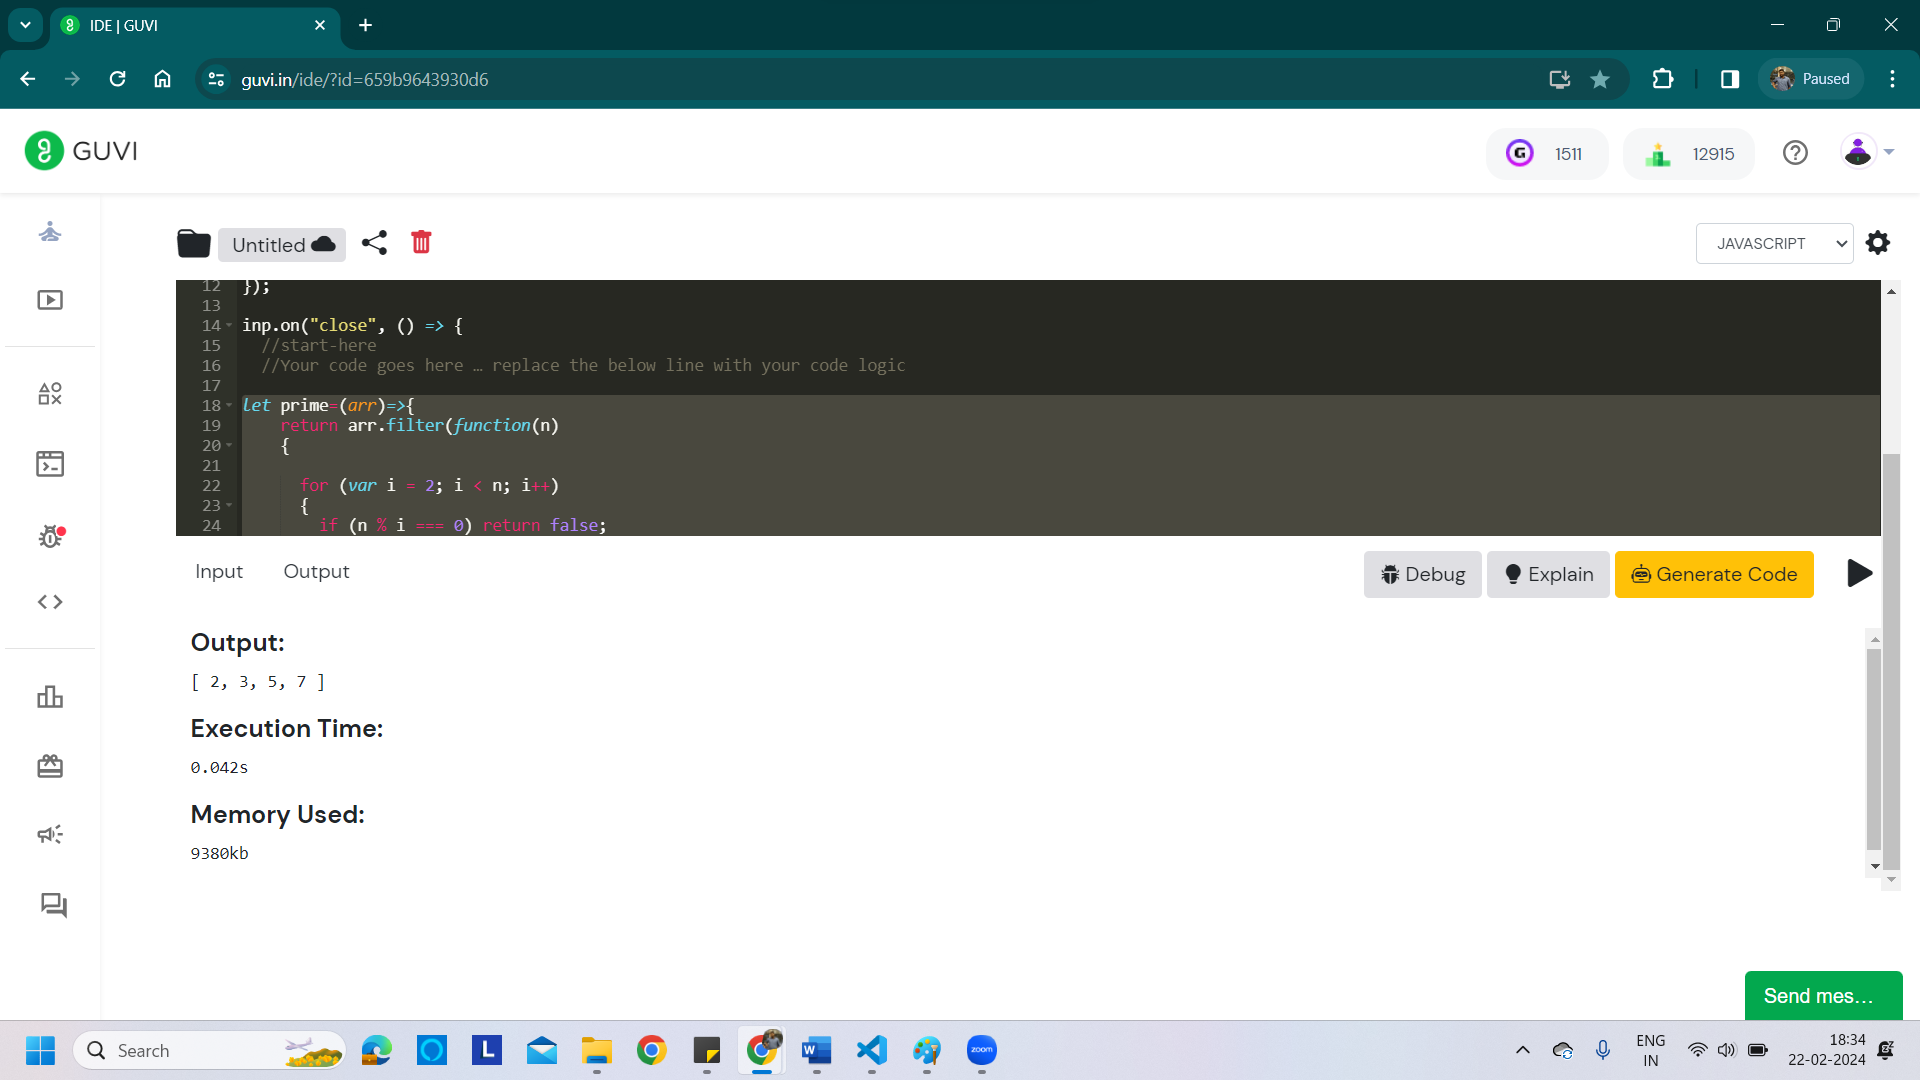 IDE | GUVI
guvi.in/ide/?id=659b9643930d6
Paused
GUVI
1511
12915
Untitled
JAVASCRIPT
12 });
13
14 inp.on("close", () => {
15 //start-here
16 //Your code goes here … replace the below line with your code logic
17
18 let prime=(arr)=>{
19 return arr.filter(function(n)
20 {
21
22 for (var i = 2; i < n; i++)
23 {
24 if (n % i === 0) return false;
Input
Output
Debug
Explain
Generate Code
Output:
[ 2, 3, 5, 7 ]
Execution Time:
0.042s
Memory Used:
9380kb
Send mes...
Search
L
W
zoom
ENG
IN
18:34
22-02-2024